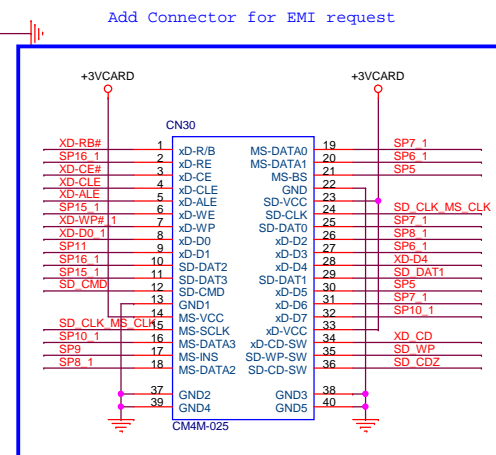 Add Connector for EMI request
+3VCARD +3VCARD
CN30
XD-RB# 1 xD-R/B MS-DATA0 19 SP7_1
SP16_1 2 xD-RE MS-DATA1 20 SP6_1
XD-CE# 3 xD-CE MS-BS 21 SP5
XD-CLE 4 xD-CLE GND 22
XD-ALE 5 xD-ALE SD-VCC 23
SP15_1 6 xD-WE SD-CLK 24 SD_CLK_MS_CLK
XD-WP#_1 7 xD-WP SD-DAT0 25 SP7_1
XD-D0_1 8 xD-D0 xD-D2 26 SP8_1
SP11 9 xD-D1 xD-D3 27 SP6_1
SP16_1 10 SD-DAT2 xD-D4 28 XD-D4
SP15_1 11 SD-DAT3 SD-DAT1 29 SD_DAT1
SD_CMD 12 SD-CMD xD-D5 30 SP5
13 GND1 xD-D6 31 SP7_1
14 MS-VCC xD-D7 32 SP10_1
SD_CLK_MS_CLK 15 MS-SCLK xD-VCC 33
SP10_1 16 MS-DATA3 xD-CD-SW 34 XD_CD
SP9 17 MS-INS SD-WP-SW 35 SD_WP
SP8_1 18 MS-DATA2 SD-CD-SW 36 SD_CDZ
37 GND2 GND3 38
39 GND4 GND5 40
CM4M-025